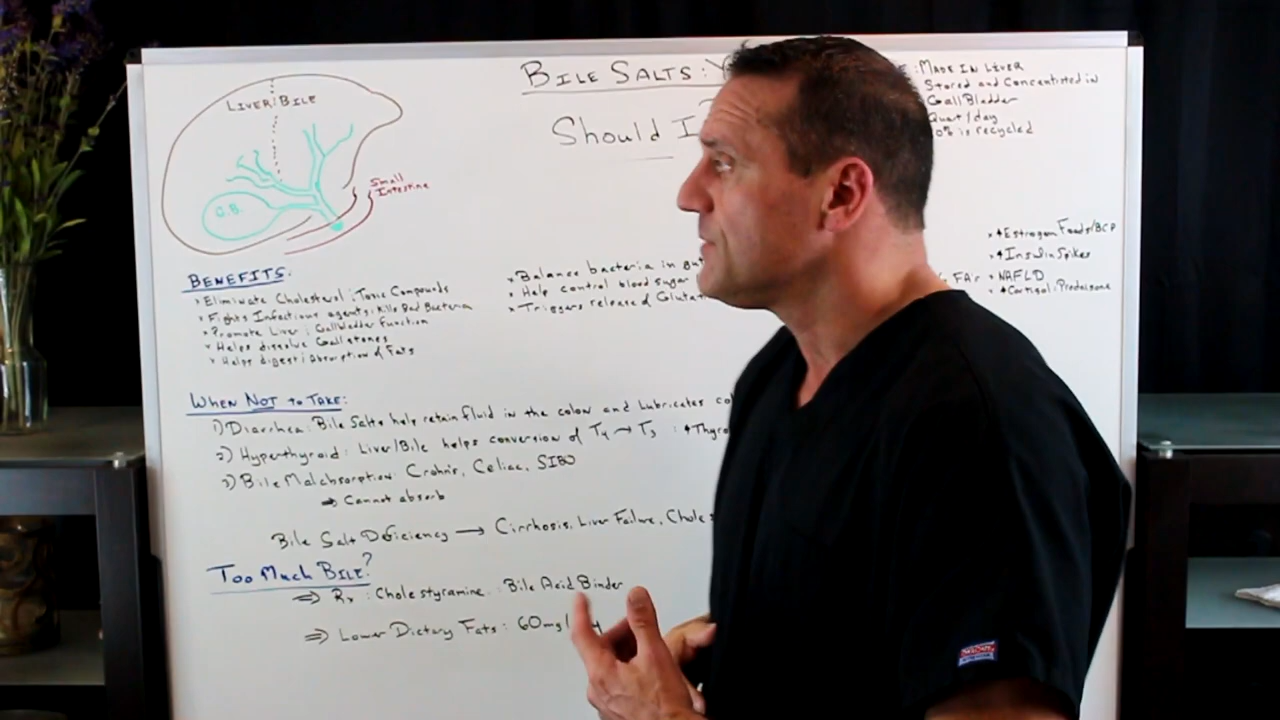 LIVER/BILE
G.B.
Small
Intestine
BILE SALTS:
Should I
: MADE IN LIVER
Stored and Concentrated in
GallBladder
Quart/day
0% is recycled
BENEFITS:
* Eliminate Cholesterol; Toxic Compounds
* Fights Infectious agents; Kills Bad Bacteria
* Promote Liver; Gallbladder function
* Helps dissolve Gallstones
* Helps digest; Absorption of Fats
* Balance bacteria in gut
* Help control blood sugar
* Triggers release of
* ↑Estrogen Foods/BCP
* ↑Insulin Spikes
* NAFLD
* ↑Cortisol; Prednisone
WHEN NOT TO TAKE:
1) Diarrhea: Bile Salts help retain fluid in the colon and lubricates
2) Hyperthyroid: Liver/Bile helps conversion of T4 → T3 :
3) Bile Malabsorption: Crohn's, Celiac, SIBO
⇒ Cannot absorb
Bile Salt Deficiency → Cirrhosis, Liver Failure,
TOO MUCH BILE?
⇒ Rx: Cholestyramine: Bile Acid Binder
⇒ Lower Dietary Fats: 60mg/